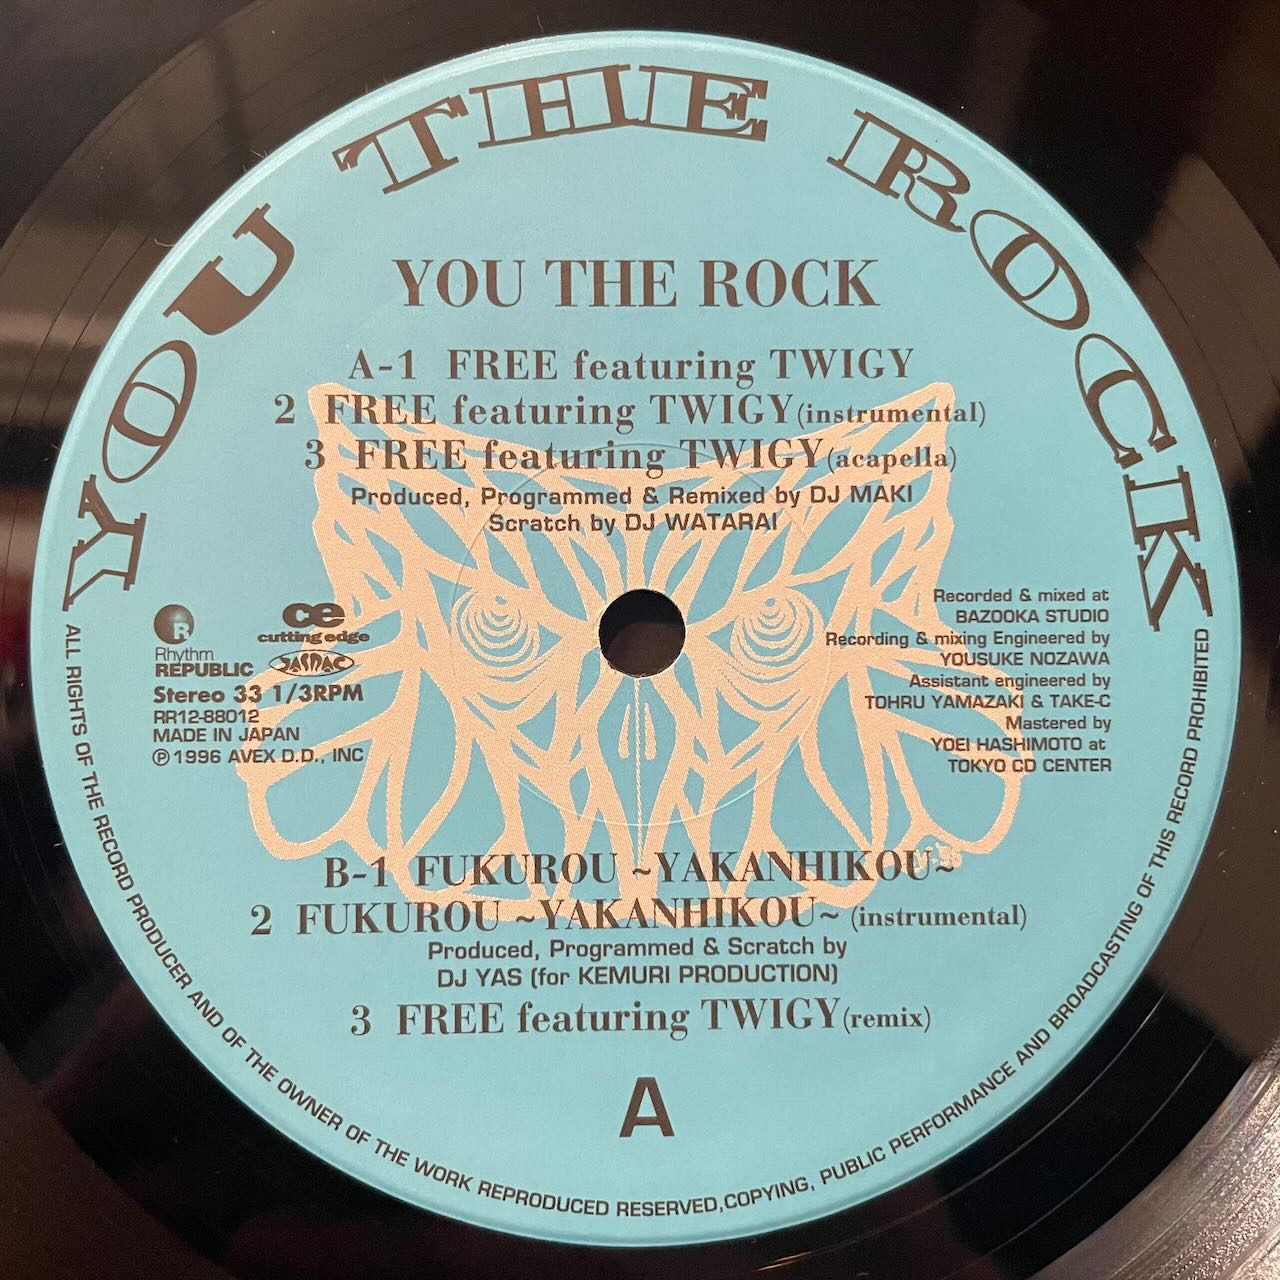 YOU THE ROCK
YOU THE ROCK
A-1 FREE featuring TWIGY
2 FREE featuring TWIGY(instrumental)
3 FREE featuring TWIGY(acapella)
Produced, Programmed & Remixed by DJ MAKI
Scratch by DJ WATARAI
R
Rhythm
REPUBLIC
ce
cutting edge
JASRAC
Stereo 33 1/3RPM
RR12-88012
MADE IN JAPAN
Ⓟ1996 AVEX D.D., INC
Recorded & mixed at
BAZOOKA STUDIO
Recording & mixing Engineered by
YOUSUKE NOZAWA
Assistant engineered by
TOHRU YAMAZAKI & TAKE-C
Mastered by
YOEI HASHIMOTO at
TOKYO CD CENTER
B-1 FUKUROU ~YAKANHIKOU~
2 FUKUROU ~YAKANHIKOU~ (instrumental)
Produced, Programmed & Scratch by
DJ YAS (for KEMURI PRODUCTION)
3 FREE featuring TWIGY(remix)
A
ALL RIGHTS OF THE RECORD PRODUCER AND OF THE OWNER OF THE WORK REPRODUCED RESERVED,COPYING, PUBLIC PERFORMANCE AND BROADCASTING OF THIS RECORD PROHIBITED